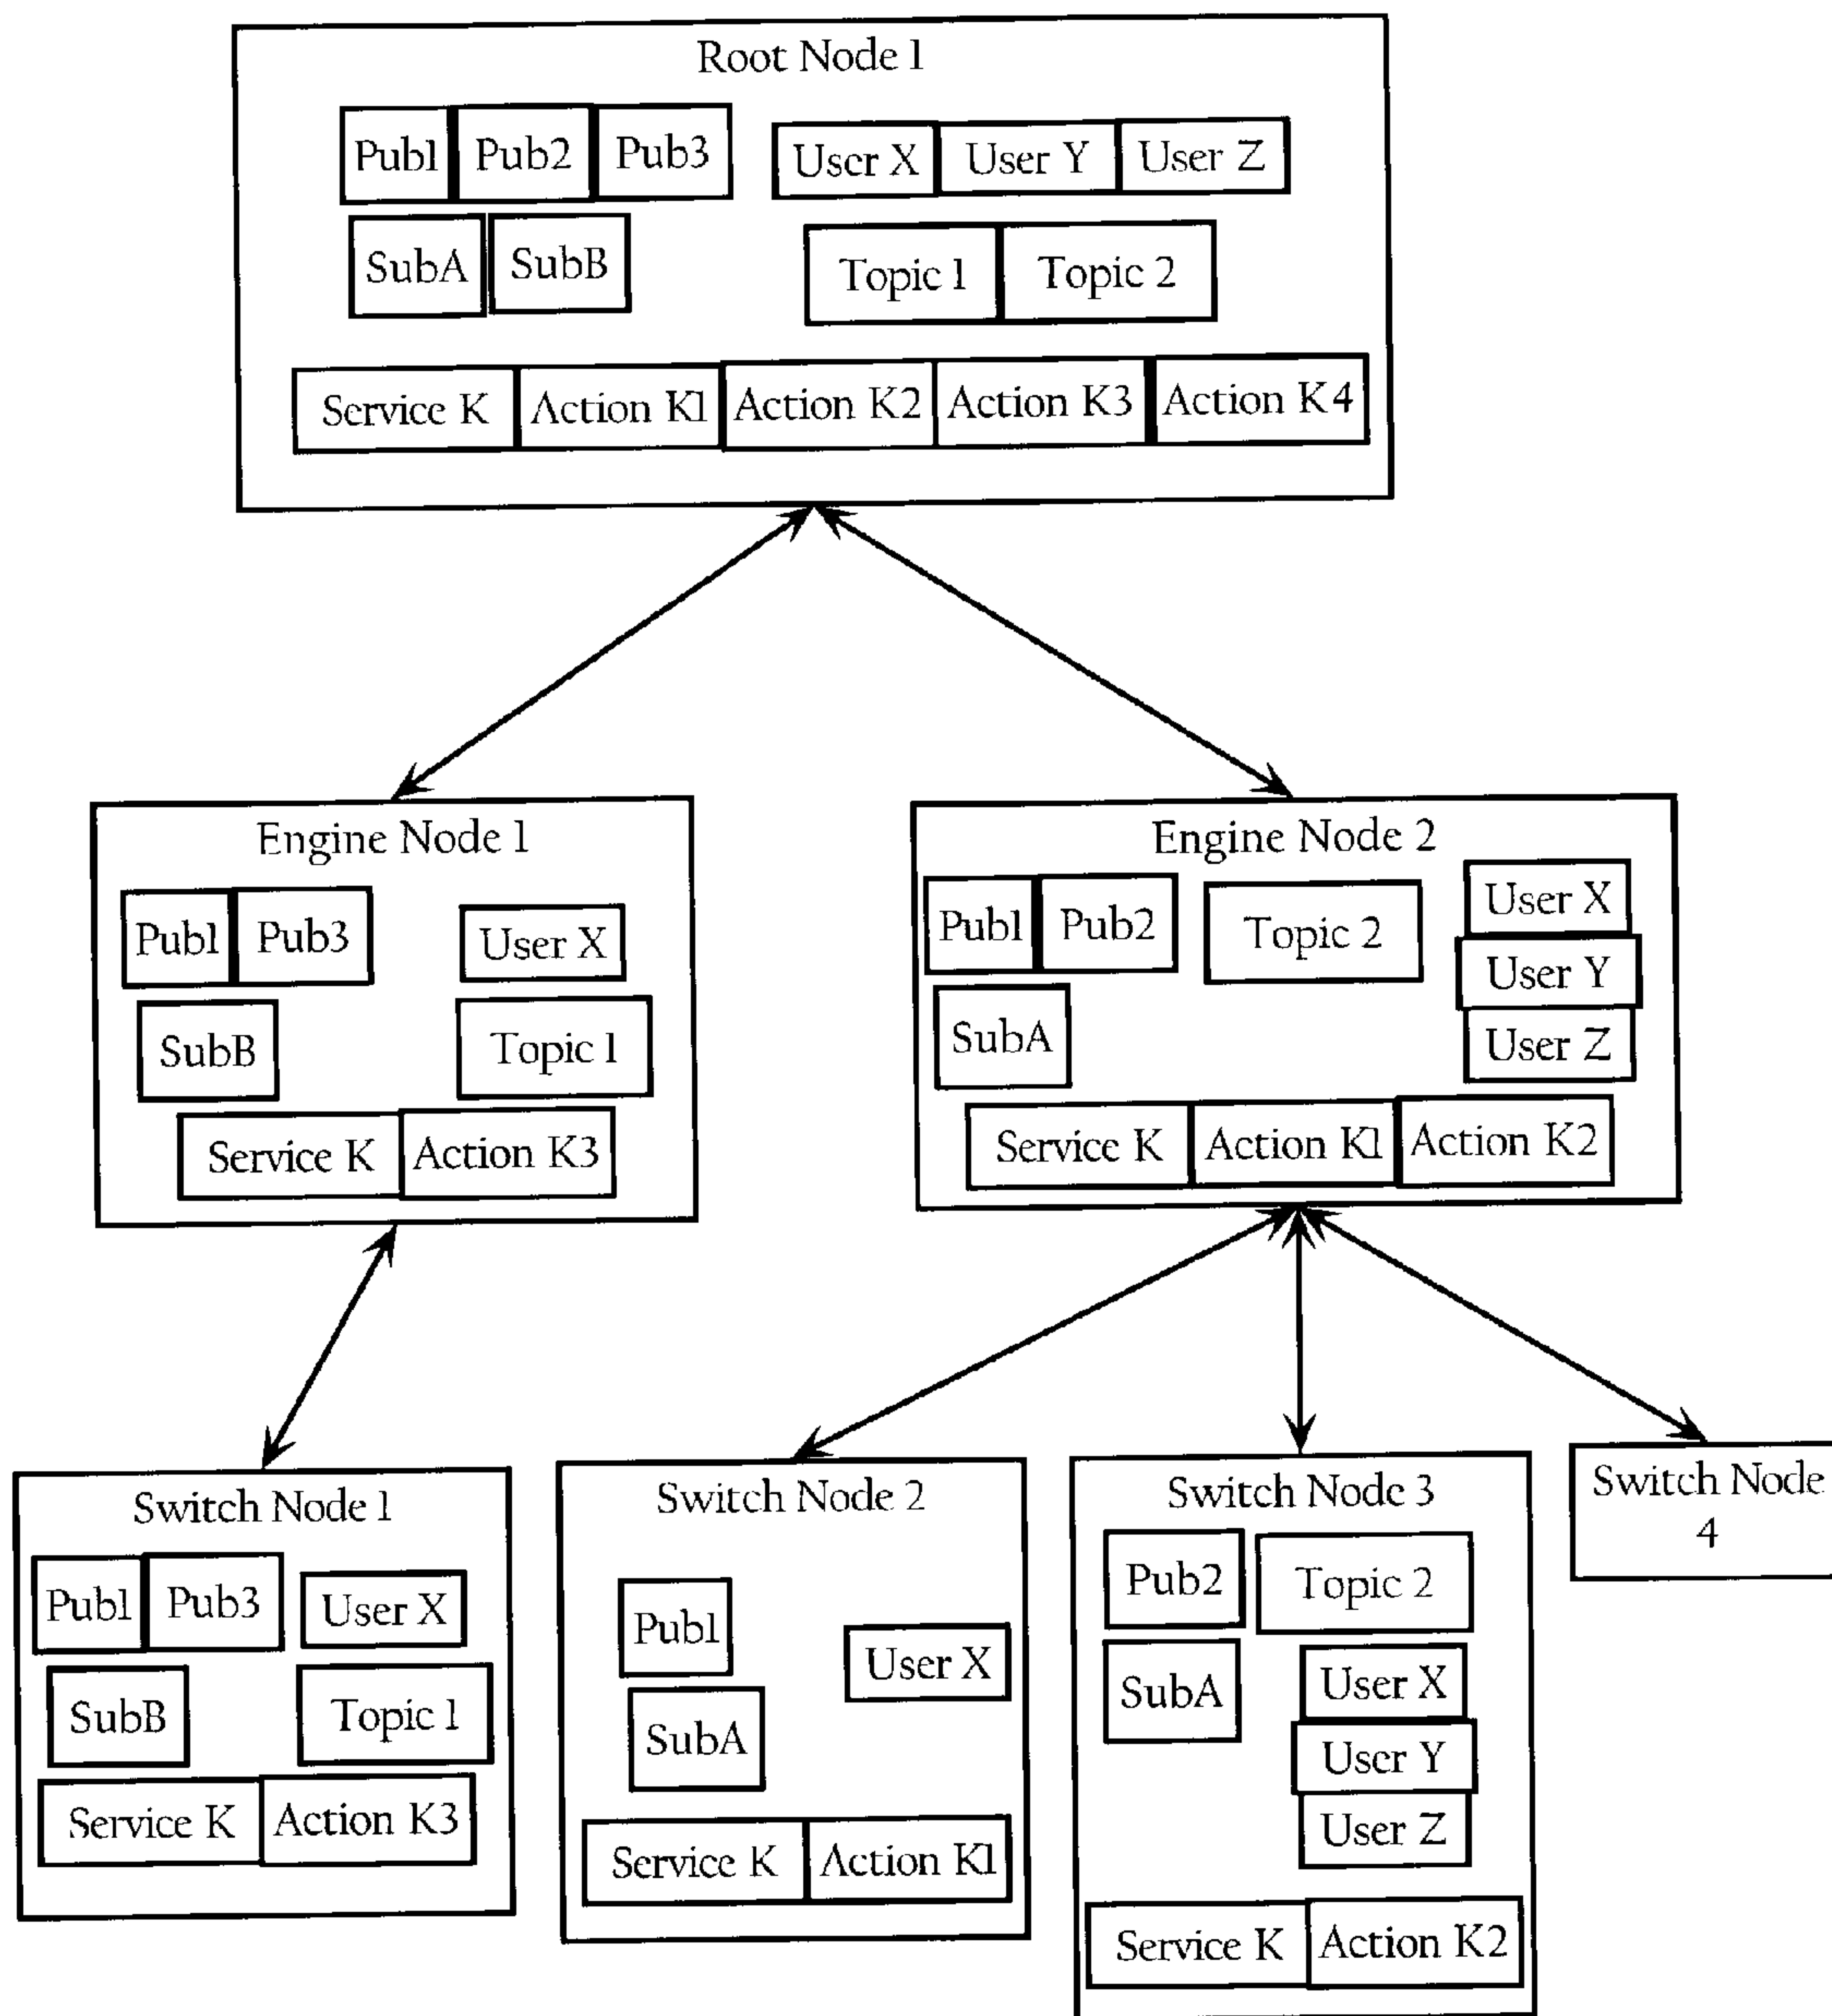 Root Node 1
Pub1 Pub2 Pub3 User X User Y User Z
SubA SubB Topic 1 Topic 2
Service K Action K1 Action K2 Action K3 Action K4
Engine Node 1
Pub1 Pub3 User X
SubB Topic 1
Service K Action K3
Engine Node 2
Pub1 Pub2 Topic 2 User X
User Y
SubA User Z
Service K Action K1 Action K2
Switch Node 1
Pub1 Pub3 User X
SubB Topic 1
Service K Action K3
Switch Node 2
Pub1 User X
SubA
Service K Action K1
Switch Node 3
Pub2 Topic 2
SubA User X
User Y
User Z
Service K Action K2
Switch Node
4